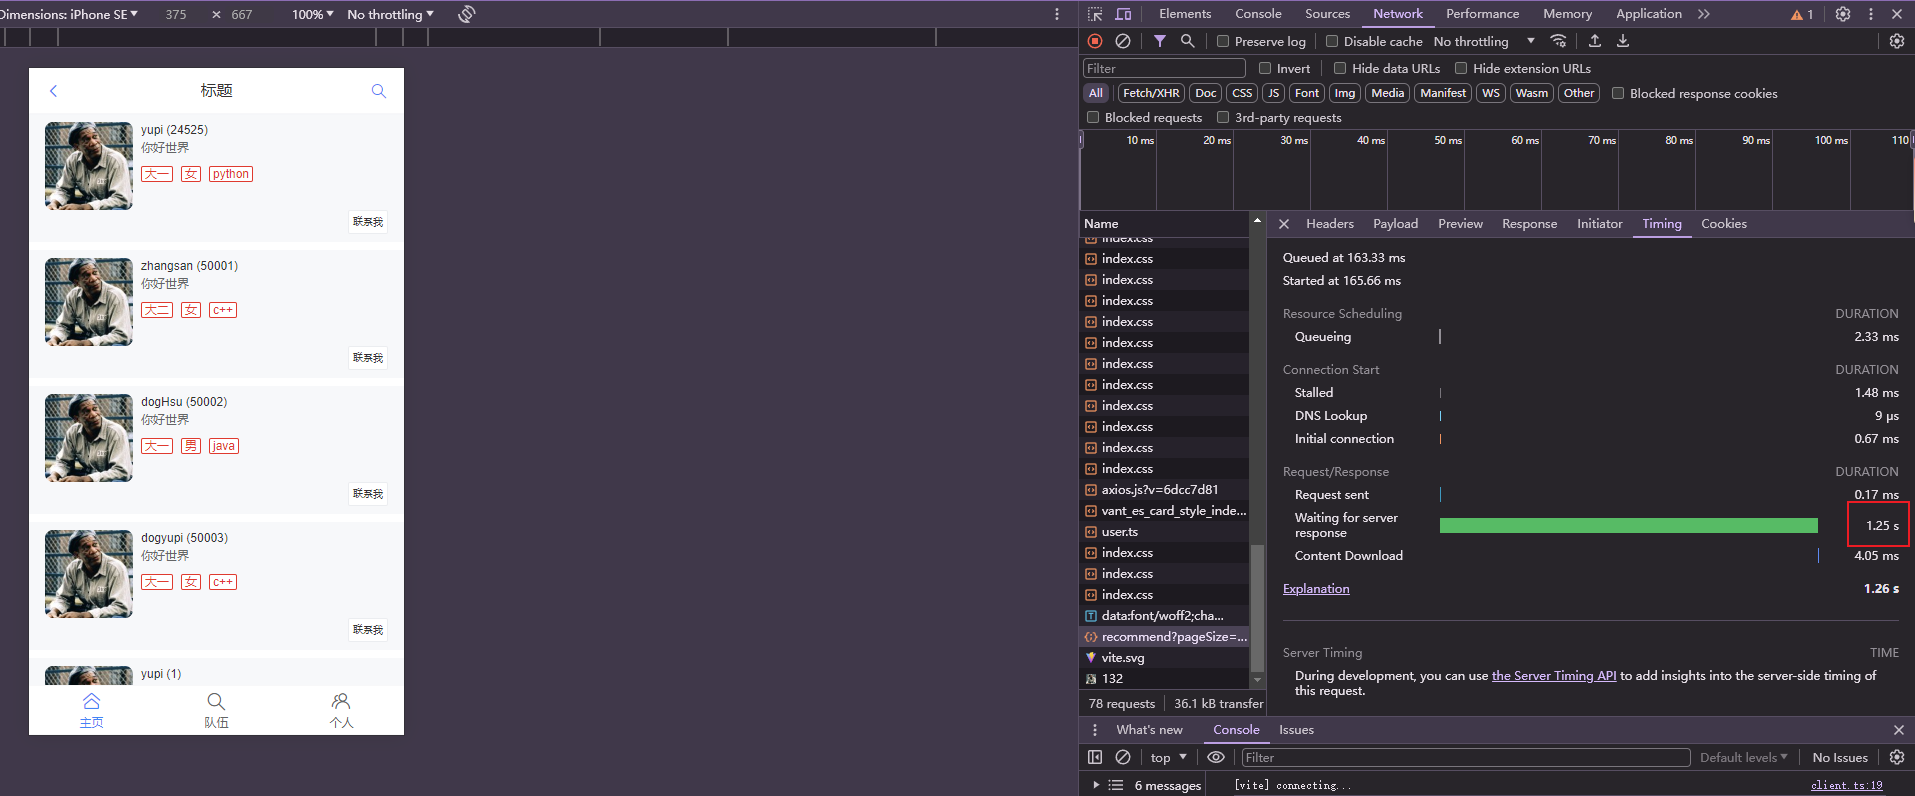 Dimensions: iPhone SE 375 × 667 100% No throttling
标题
yupi (24525)
你好世界
大一 女 python
联系我
zhangsan (50001)
你好世界
大二 女 c++
联系我
dogHsu (50002)
你好世界
大一 男 java
联系我
dogyupi (50003)
你好世界
大一 女 c++
联系我
yupi (1)
主页 队伍 个人
Elements Console Sources Network Performance Memory Application 1
Preserve log Disable cache No throttling
Filter Invert Hide data URLs Hide extension URLs
All Fetch/XHR Doc CSS JS Font Img Media Manifest WS Wasm Other Blocked response cookies
Blocked requests 3rd-party requests
10 ms 20 ms 30 ms 40 ms 50 ms 60 ms 70 ms 80 ms 90 ms 100 ms 110
Name
index.css
index.css
index.css
index.css
index.css
index.css
index.css
index.css
index.css
index.css
index.css
index.css
axios.js?v=6dcc7d81
vant_es_card_style_inde...
user.ts
index.css
index.css
index.css
data:font/woff2;cha...
recommend?pageSize=...
vite.svg
132
78 requests 36.1 kB transfer
Headers Payload Preview Response Initiator Timing Cookies
Queued at 163.33 ms
Started at 165.66 ms
Resource Scheduling DURATION
Queueing 2.33 ms
Connection Start DURATION
Stalled 1.48 ms
DNS Lookup 9 μs
Initial connection 0.67 ms
Request/Response DURATION
Request sent 0.17 ms
Waiting for server
response 1.25 s
Content Download 4.05 ms
Explanation 1.26 s
Server Timing TIME
During development, you can use the Server Timing API to add insights into the server-side timing of
this request.
What's new Console Issues
top Filter Default levels No Issues
6 messages [vite] connecting... client.ts:19